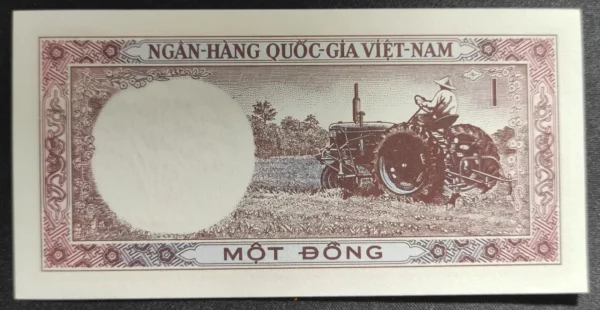 NGÂN-HÀNG QUỐC-GIA VIỆT-NAM
1
MỘT ĐỒNG